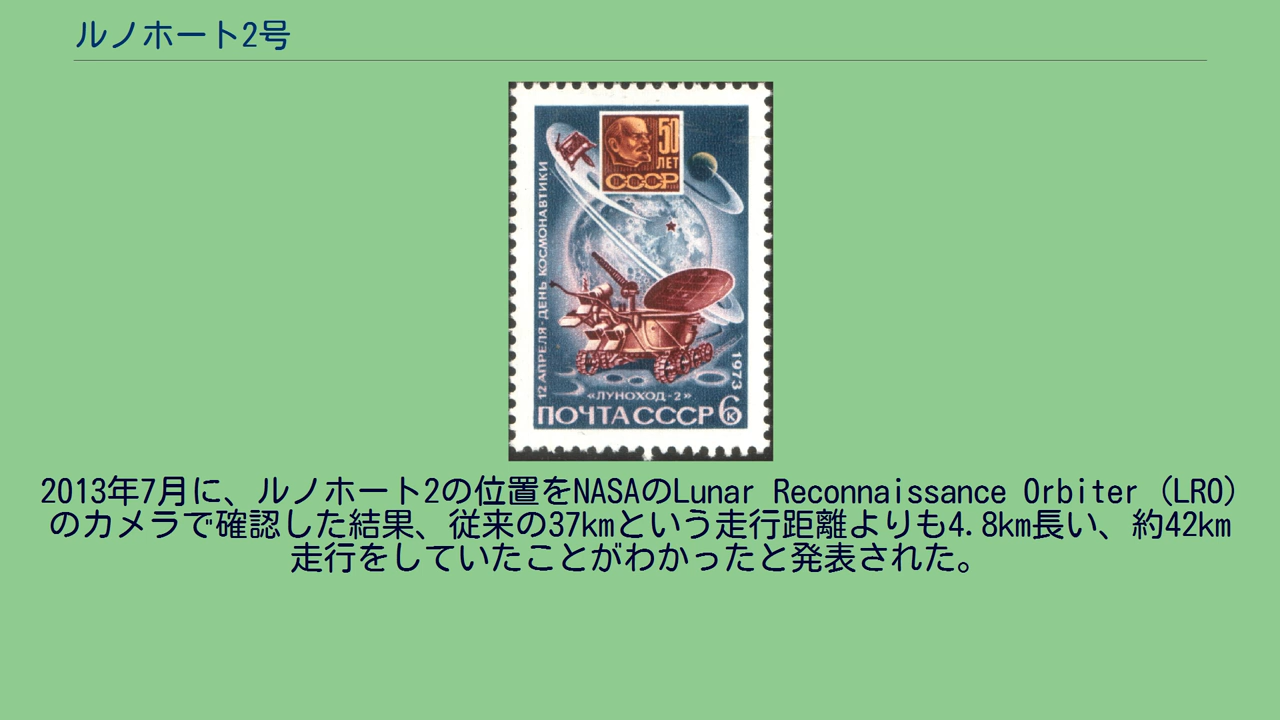 ルノホート2号
50
ЛЕТ
СССР
12 АПРЕЛЯ-ДЕНЬ КОСМОНАВТИКИ
1973
«ЛУНОХОД-2»
ПОЧТА СССР 6к
2013年7月に、ルノホート2の位置をNASAのLunar Reconnaissance Orbiter (LRO)
のカメラで確認した結果、従来の37kmという走行距離よりも4.8km長い、約42km
走行をしていたことがわかったと発表された。